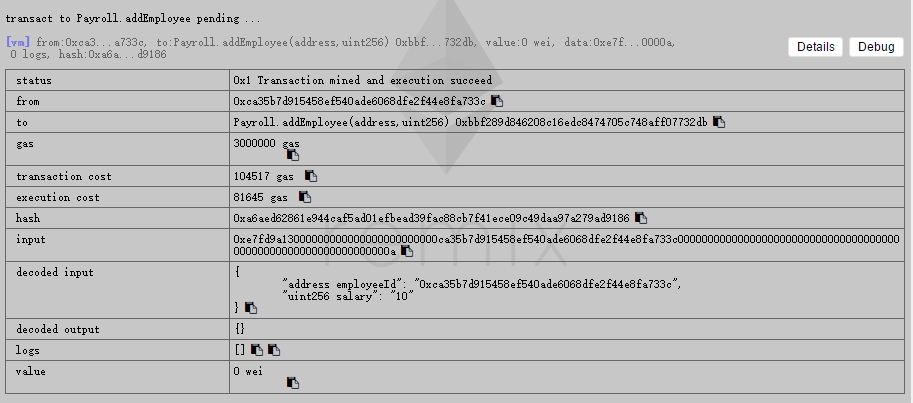 transact to Payroll.addEmployee pending ...
[vm] from:0xca3...a733c, to:Payroll.addEmployee(address,uint256) 0xbbf...732db, value:0 wei, data:0xe7f...0000a,
0 logs, hash:0xa6a...d9186
Details Debug
status 0x1 Transaction mined and execution succeed
from 0xca35b7d915458ef540ade6068dfe2f44e8fa733c
to Payroll.addEmployee(address,uint256) 0xbbf289d846208c16edc8474705c748aff07732db
gas 3000000 gas
transaction cost 104517 gas
execution cost 81645 gas
hash 0xa6aed62861e944caf5ad01efbead39fac88cb7f41ece09c49daa97a279ad9186
input 0xe7fd9a13000000000000000000000000ca35b7d915458ef540ade6068dfe2f44e8fa733c0000000000000000000000000000000000000
00000000000000000000000000a
decoded input {
"address employeeId": "0xca35b7d915458ef540ade6068dfe2f44e8fa733c",
"uint256 salary": "10"
}
decoded output {}
logs []
value 0 wei
remix